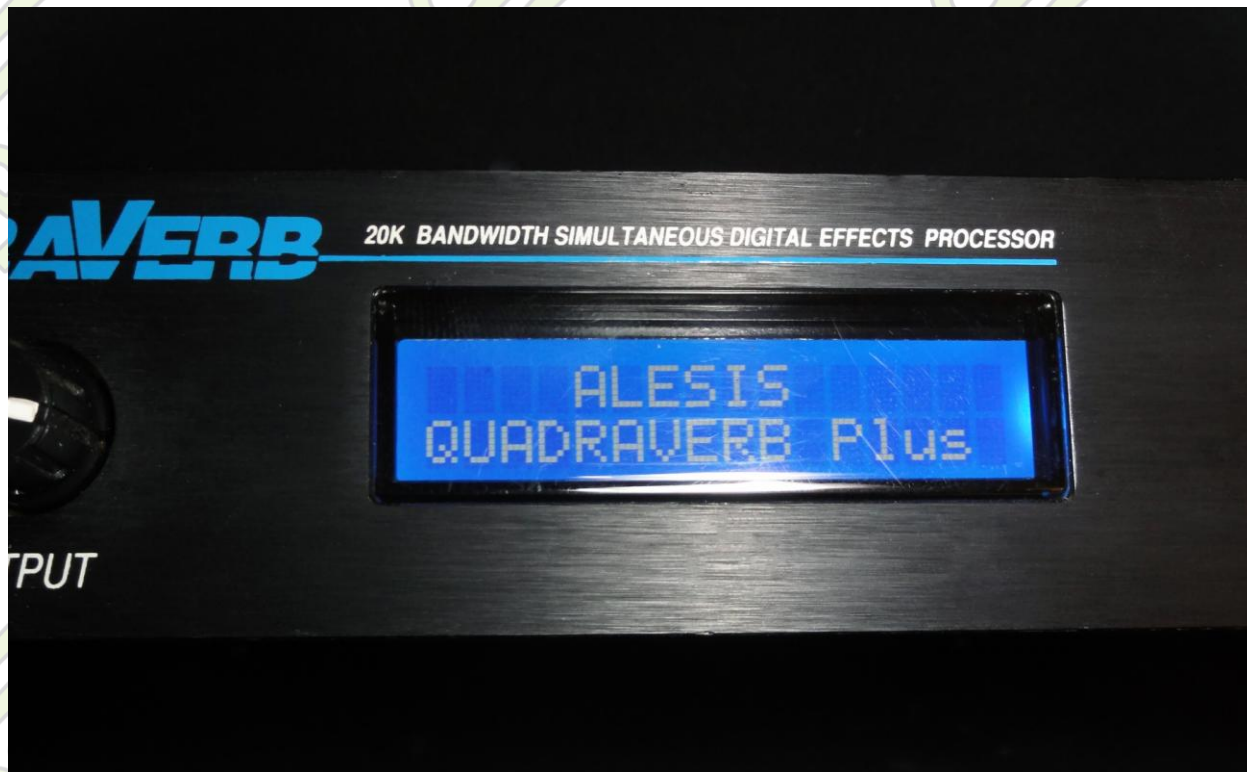 RAVERB
20K BANDWIDTH SIMULTANEOUS DIGITAL EFFECTS PROCESSOR
ALESIS
QUADRAVERB Plus
TPUT